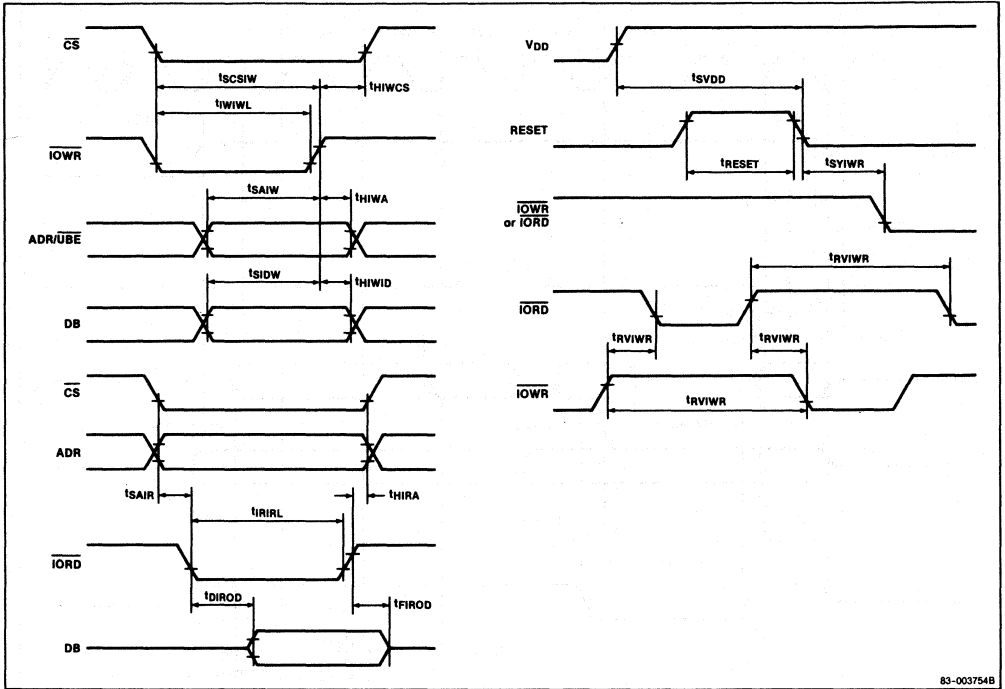 CS
tSCSIW
tHIWCS
tIWIWL
IOWR
tSAIW
tHIWA
ADR/UBE
tSIDW
tHIWID
DB
CS
ADR
tSAIR
tHIRA
tIRIRL
IORD
tDIROD
tFIROD
DB
VDD
tSVDD
RESET
tRESET
tSYIWR
IOWR
or IORD
tRVIWR
IORD
tRVIWR
tRVIWR
IOWR
tRVIWR
83-003754B